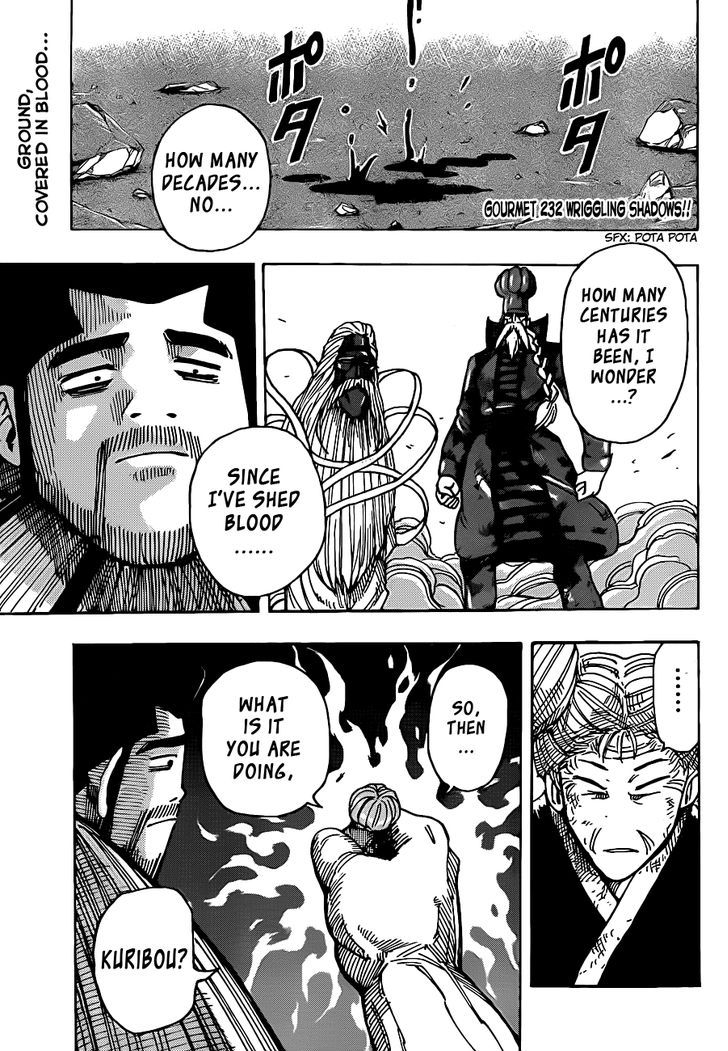 GROUND,
COVERED IN BLOOD...
ポタ
ポタ
HOW MANY
DECADES...
NO...
GOURMET 232 WRIGGLING SHADOWS!!
SFX: POTA POTA
HOW MANY
CENTURIES
HAS IT
BEEN, I
WONDER
...?
SINCE
I'VE SHED
BLOOD
......
......
SO,
THEN
...
WHAT
IS IT
YOU ARE
DOING,
KURIBOU?